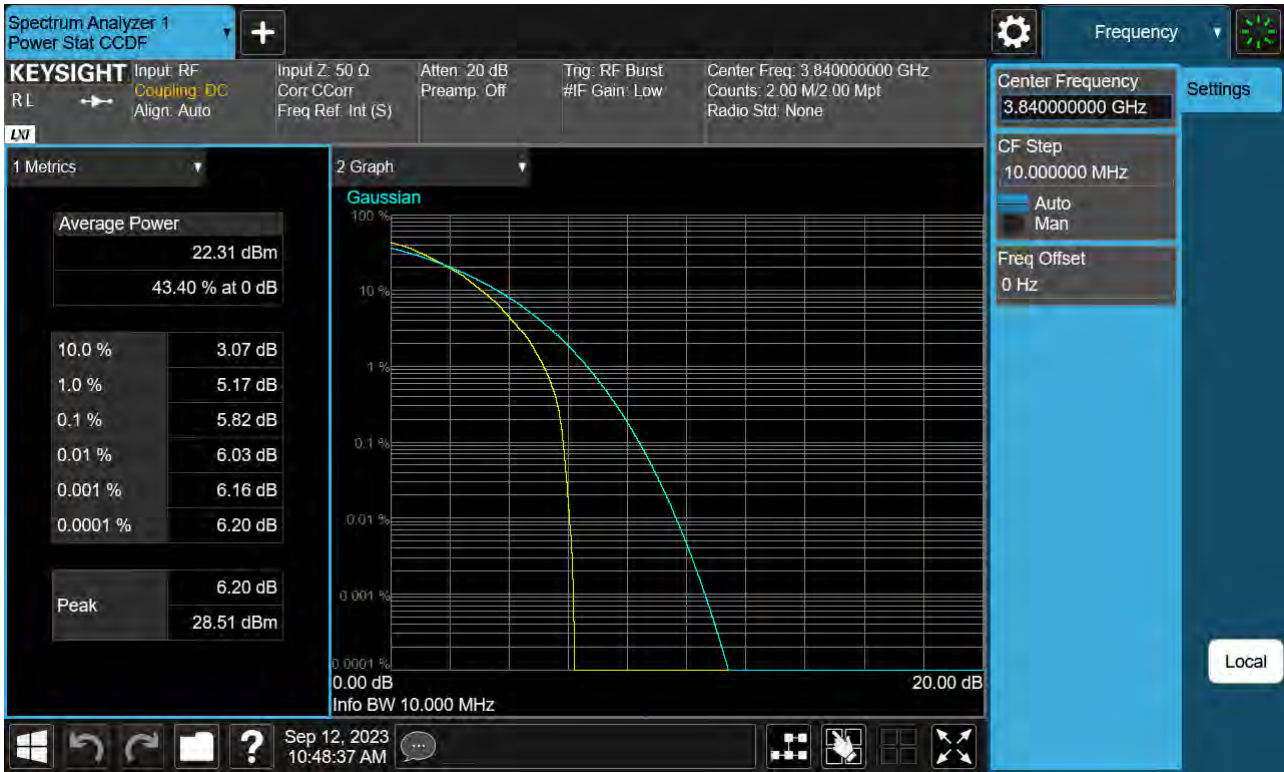 Spectrum Analyzer 1
Power Stat CCDF
+
Frequency
KEYSIGHT
RL
LXI
Input: RF
Coupling: DC
Align: Auto
Input Z: 50 Ω
Corr CCorr
Freq Ref: Int (S)
Atten: 20 dB
Preamp: Off
Trig: RF Burst
#IF Gain: Low
Center Freq: 3.840000000 GHz
Counts: 2.00 M/2.00 Mpt
Radio Std: None
Center Frequency
3.840000000 GHz
Settings
CF Step
10.000000 MHz
Auto
Man
Freq Offset
0 Hz
1 Metrics
Average Power
22.31 dBm
43.40 % at 0 dB
10.0 % 3.07 dB
1.0 % 5.17 dB
0.1 % 5.82 dB
0.01 % 6.03 dB
0.001 % 6.16 dB
0.0001 % 6.20 dB
Peak
6.20 dB
28.51 dBm
2 Graph
Gaussian
100 %
10 %
1 %
0.1 %
0.01 %
0.001 %
0.0001 %
0.00 dB 20.00 dB
Info BW 10.000 MHz
Local
?
Sep 12, 2023
10:48:37 AM